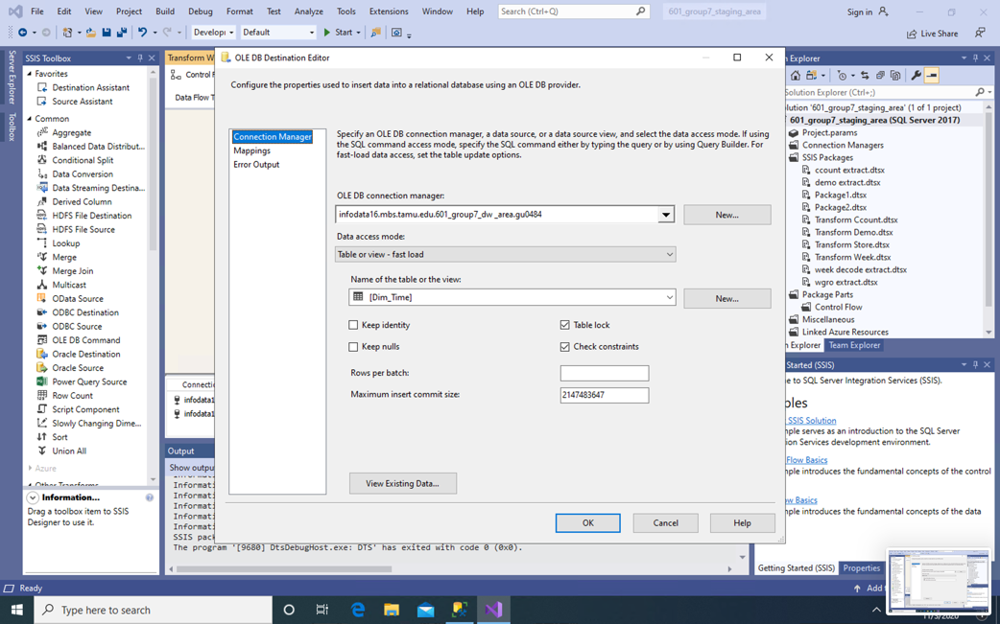 File Edit View Project Build Debug Format Test Analyze Tools Extensions Window Help Search (Ctrl+Q) 601_group7_staging_area Sign in
Developi Default Start Live Share
Server Explorer
Toolbox
SSIS Toolbox
Favorites
Destination Assistant
Source Assistant
Common
Aggregate
Balanced Data Distribut...
Conditional Split
Data Conversion
Data Streaming Destina...
Derived Column
HDFS File Destination
HDFS File Source
Lookup
Merge
Merge Join
Multicast
OData Source
ODBC Destination
ODBC Source
OLE DB Command
Oracle Destination
Oracle Source
Power Query Source
Row Count
Script Component
Slowly Changing Dime...
Sort
Union All
Azure
Other Transforms
Information...
Drag a toolbox item to SSIS
Designer to use it.
Transform W
Control F
Data Flow T
Connectio
infodata1
infodata1
OLE DB Destination Editor
Configure the properties used to insert data into a relational database using an OLE DB provider.
Connection Manager
Mappings
Error Output
Specify an OLE DB connection manager, a data source, or a data source view, and select the data access mode. If using
the SQL command access mode, specify the SQL command either by typing the query or by using Query Builder. For
fast-load data access, set the table update options.
OLE DB connection manager:
infodata16.mbs.tamu.edu.601_group7_dw_area.gu0484 New...
Data access mode:
Table or view - fast load
Name of the table or the view:
[Dim_Time] New...
Keep identity Table lock
Keep nulls Check constraints
Rows per batch:
Maximum insert commit size: 2147483647
View Existing Data...
OK Cancel Help
Output
Show outpu
Informati
Informati
Informati
Informati
Informati
SSIS pack
The program '[9680] DtsDebugHost.exe: DTS' has exited with code 0 (0x0).
n Explorer
olution Explorer (Ctrl+;)
olution '601_group7_staging_area' (1 of 1 project)
601_group7_staging_area (SQL Server 2017)
Project.params
Connection Managers
SSIS Packages
ccount extract.dtsx
demo extract.dtsx
Package1.dtsx
Package2.dtsx
Transform Ccount.dtsx
Transform Demo.dtsx
Transform Store.dtsx
Transform Week.dtsx
week decode extract.dtsx
wgro extract.dtsx
Package Parts
Control Flow
Miscellaneous
Linked Azure Resources
n Explorer Team Explorer
Started (SSIS)
e to SQL Server Integration Services (SSIS).
ples
SSIS Solution
mple serves as an introduction to the SQL Server
ion Services development environment.
Flow Basics
mple introduces the fundamental concepts of the control
ow Basics
mple introduces the fundamental concepts of the data
Getting Started (SSIS) Properties
Ready Add t
Type here to search